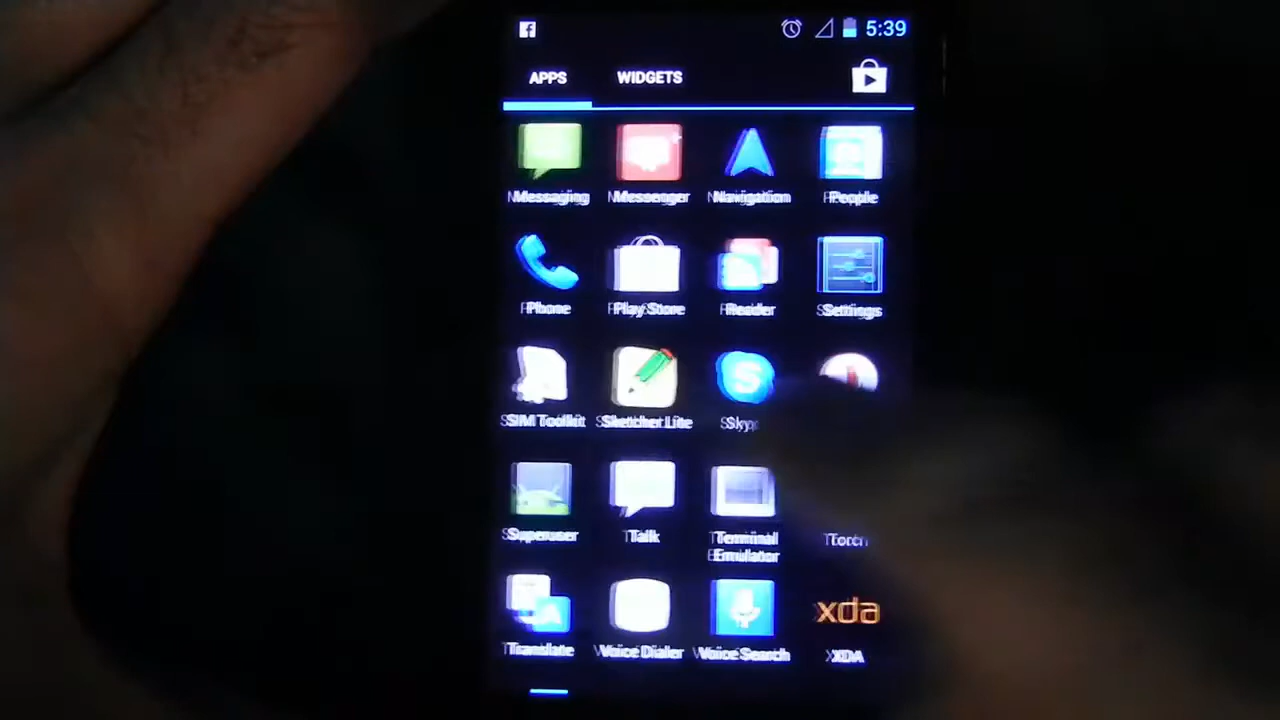 5:39
APPS WIDGETS
Messaging Messenger Navigation People
Phone Play Store Reader Settings
SIM Toolkit Sketcher Lite
Superuser Talk Terminal Emulator Torch
xda
Translate Voice Dialer Voice Search XDA